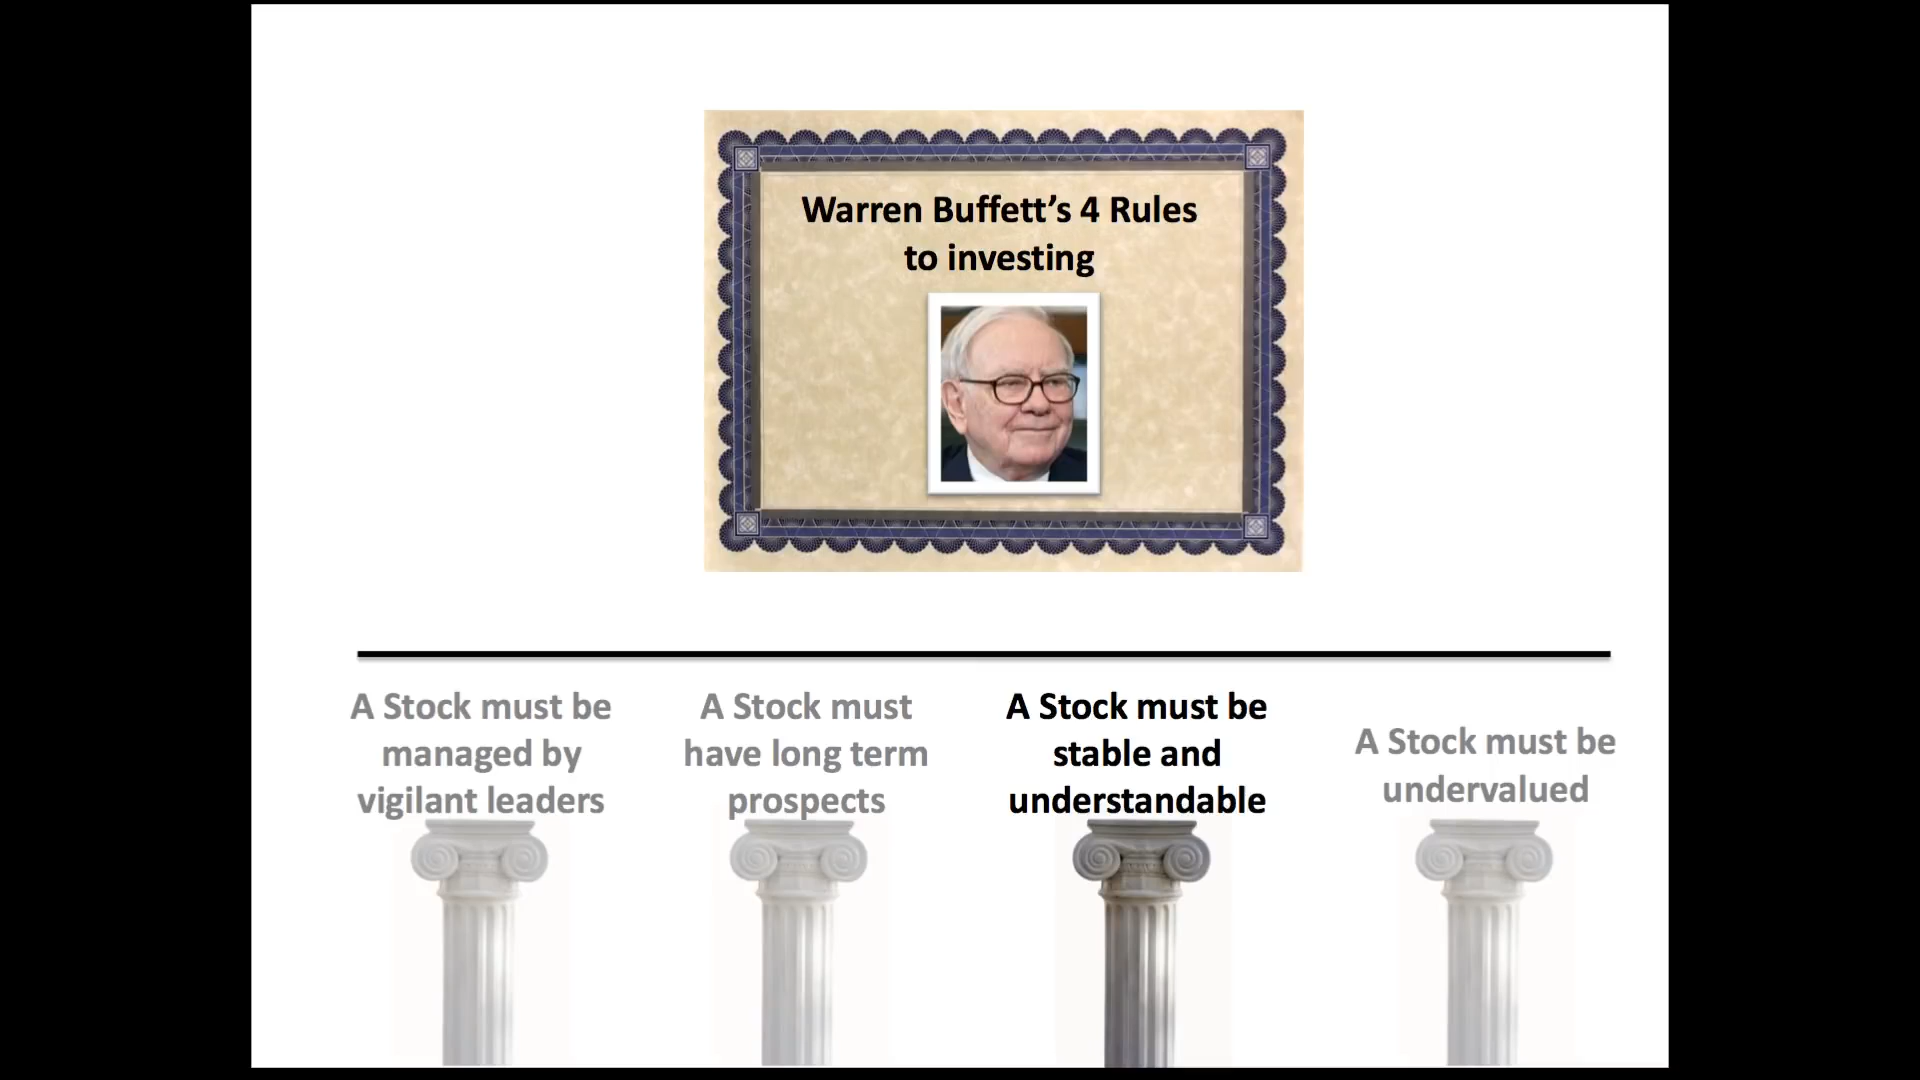 Warren Buffett’s 4 Rules
to investing
A Stock must be
managed by
vigilant leaders
A Stock must
have long term
prospects
A Stock must be
stable and
understandable
A Stock must be
undervalued